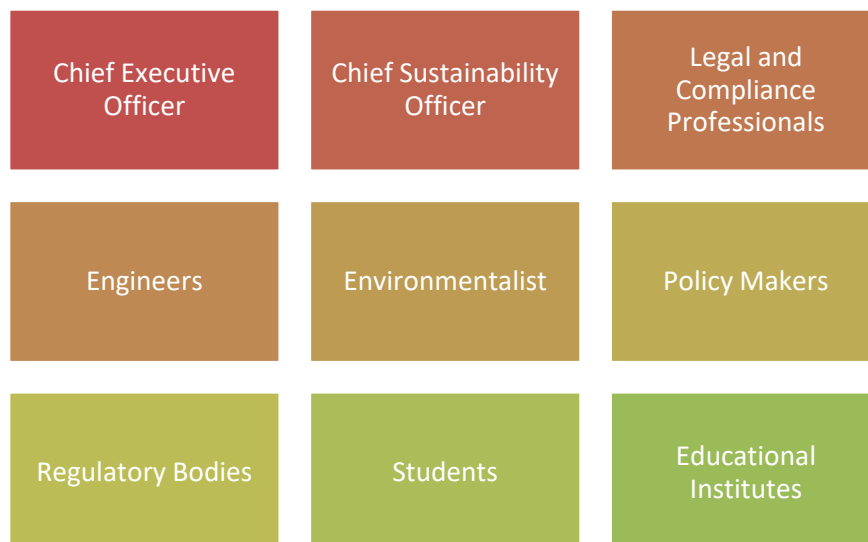 Chief Executive
Officer
Chief Sustainability
Officer
Legal and
Compliance
Professionals
Engineers
Environmentalist
Policy Makers
Regulatory Bodies
Students
Educational
Institutes